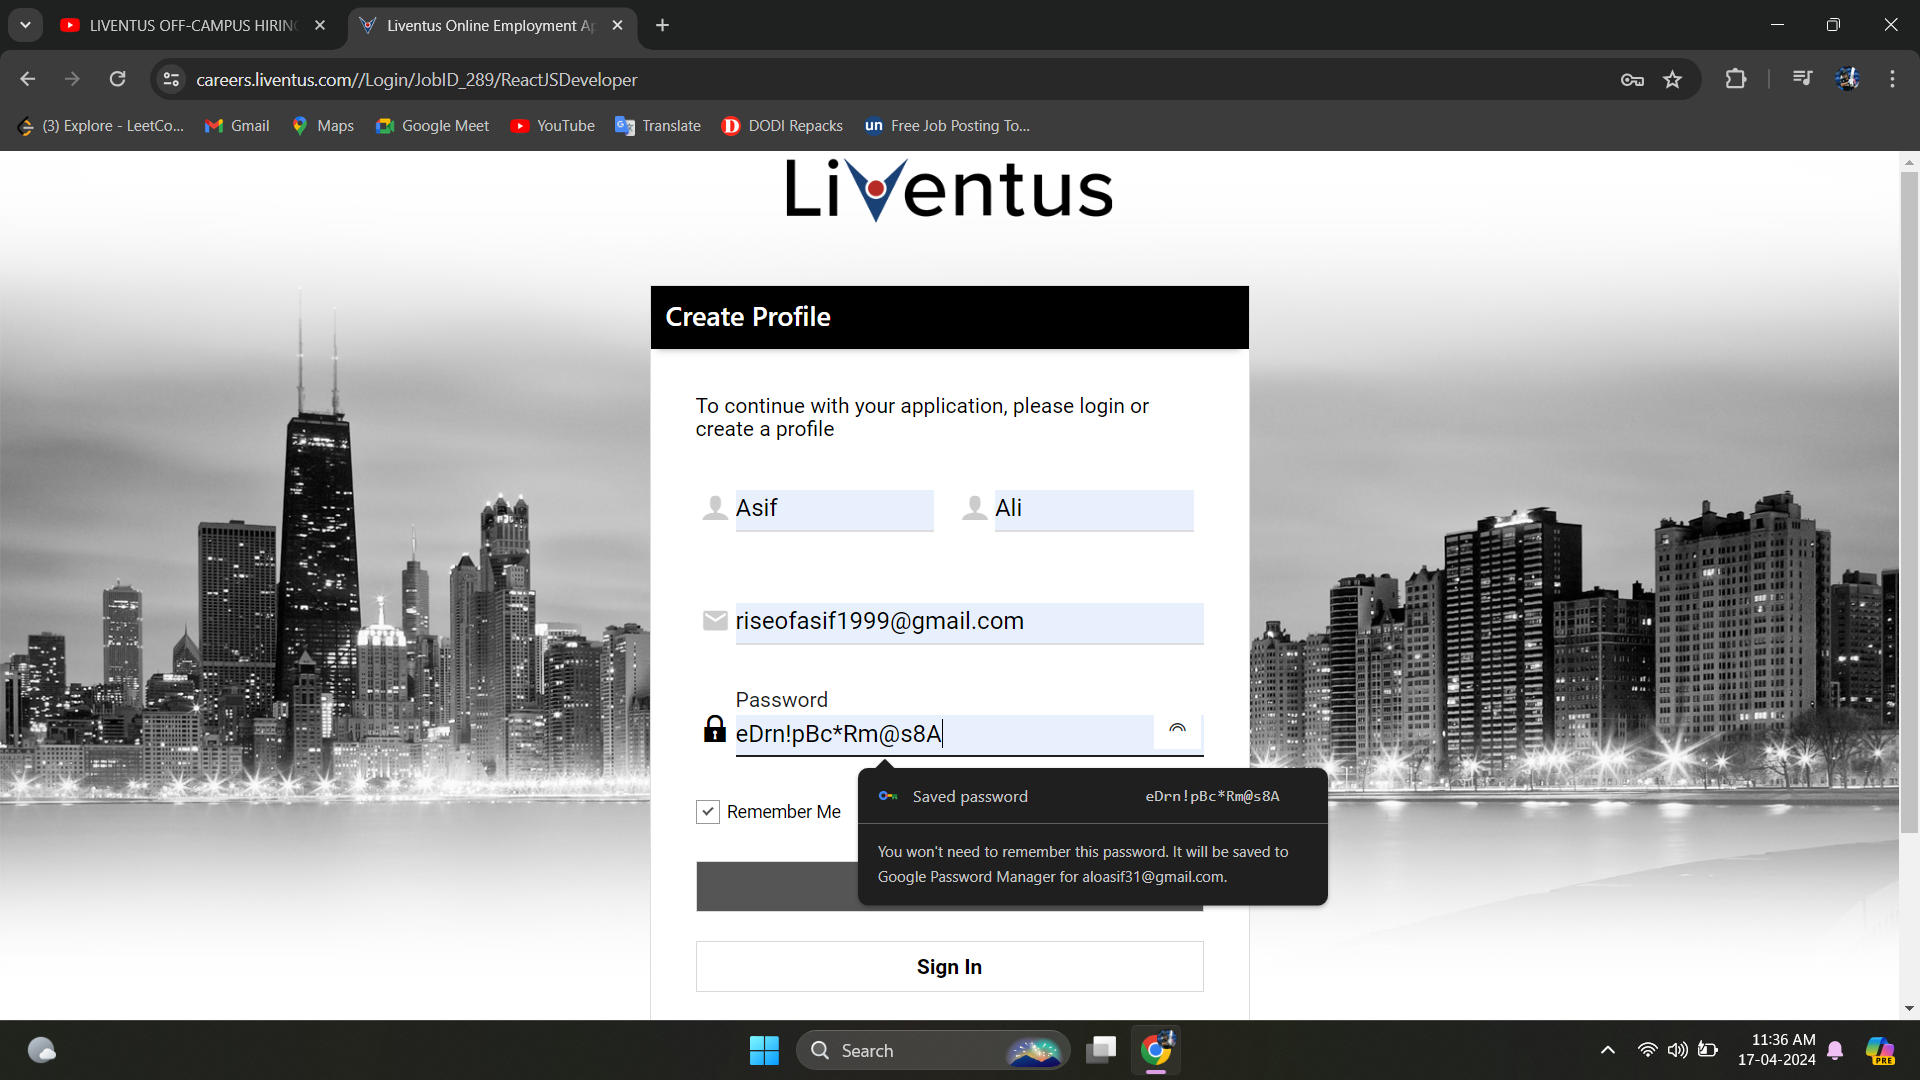 LIVENTUS OFF-CAMPUS HIRING
Liventus Online Employment Ap
careers.liventus.com//Login/JobID_289/ReactJSDeveloper
(3) Explore - LeetCo...
Gmail
Maps
Google Meet
YouTube
Translate
DODI Repacks
un
Free Job Posting To...
Liventus
Create Profile
To continue with your application, please login or
create a profile
Asif
Ali
riseofasif1999@gmail.com
Password
eDrn!pBc*Rm@s8A
Saved password
eDrn!pBc*Rm@s8A
Remember Me
You won't need to remember this password. It will be saved to
Google Password Manager for aloasif31@gmail.com.
Sign In
Search
11:36 AM
17-04-2024
PRE